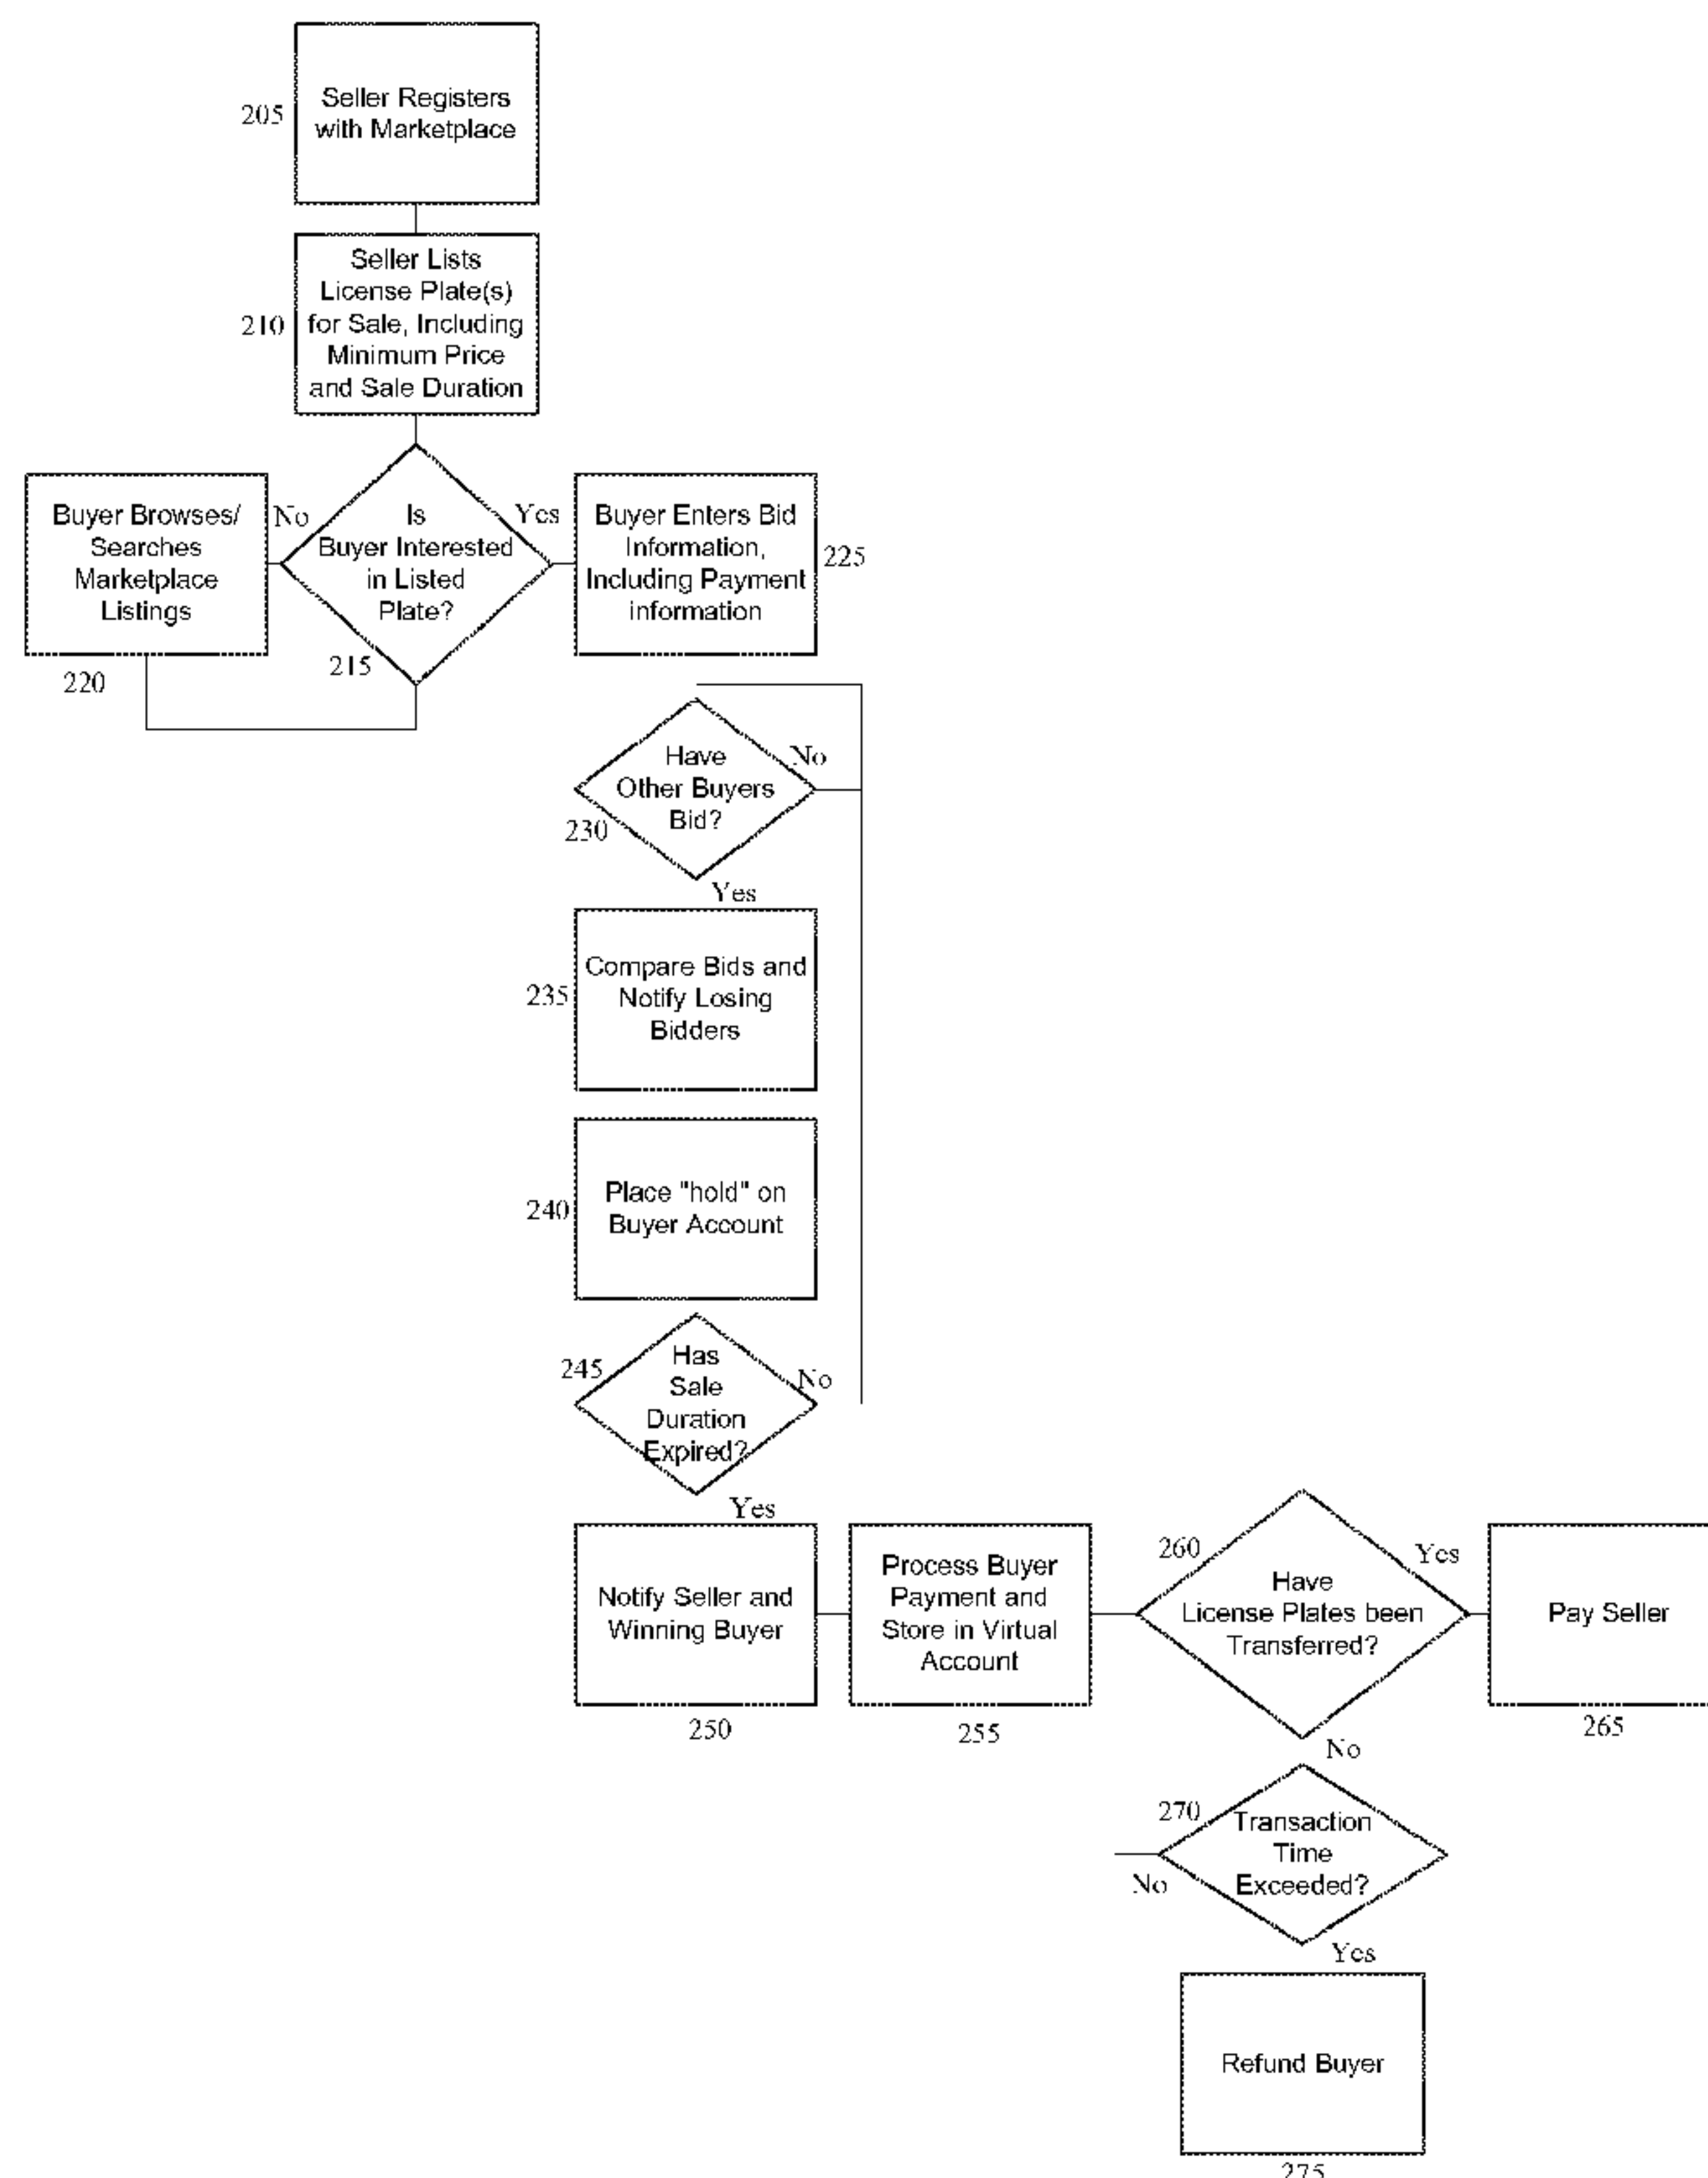 205
Seller Registers
with Marketplace
210
Seller Lists
License Plate(s)
for Sale, Including
Minimum Price
and Sale Duration
Buyer Browses/
Searches
Marketplace
Listings
220
No
Is
Buyer Interested
in Listed
Plate?
215
Yes
Buyer Enters Bid
Information,
Including Payment
information
225
Have
Other Buyers
Bid?
230
No
Yes
235
Compare Bids and
Notify Losing
Bidders
240
Place "hold" on
Buyer Account
245
Has
Sale
Duration
Expired?
No
Yes
Notify Seller and
Winning Buyer
250
Process Buyer
Payment and
Store in Virtual
Account
255
260
Have
License Plates been
Transferred?
Yes
Pay Seller
265
No
270
Transaction
Time
Exceeded?
No
Yes
Refund Buyer
275